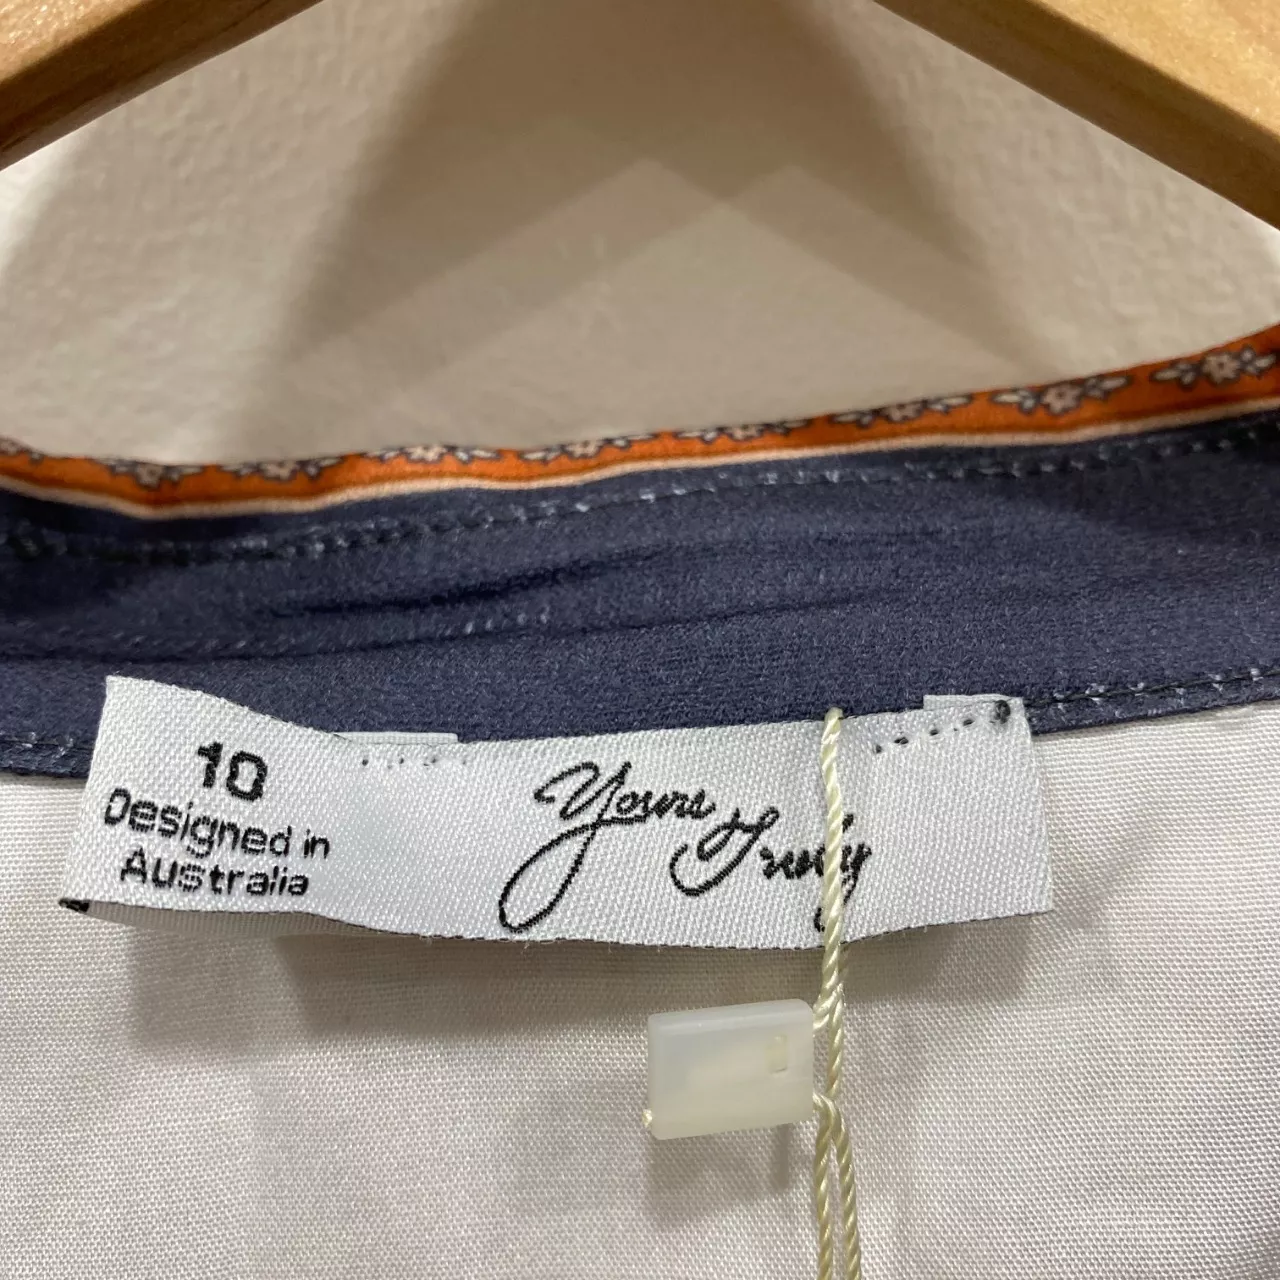 10
Designed in
Australia
Yours Truly